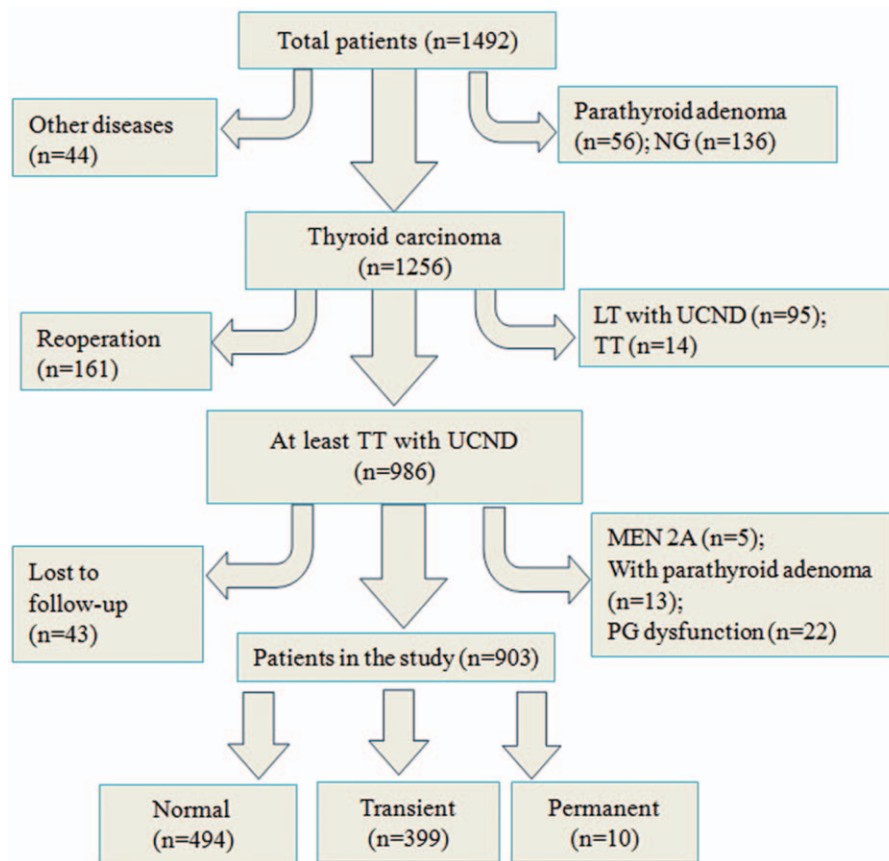 Total patients (n=1492)
Other diseases
(n=44)
Parathyroid adenoma
(n=56); NG (n=136)
Thyroid carcinoma
(n=1256)
Reoperation
(n=161)
LT with UCND (n=95);
TT (n=14)
At least TT with UCND
(n=986)
Lost to
follow-up
(n=43)
MEN 2A (n=5);
With parathyroid adenoma
(n=13);
PG dysfunction (n=22)
Patients in the study (n=903)
Normal
(n=494)
Transient
(n=399)
Permanent
(n=10)